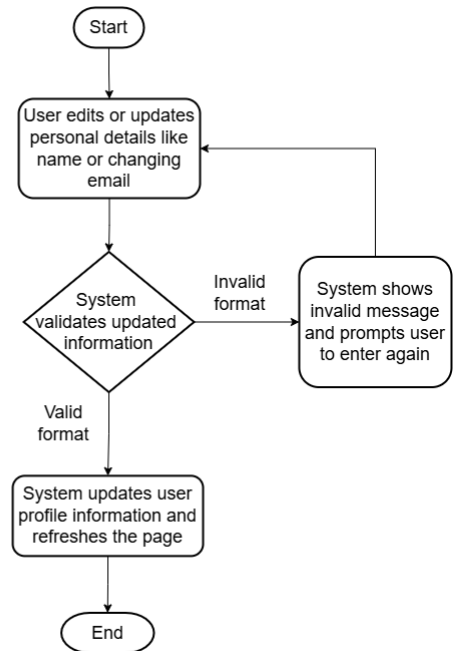 Start
User edits or updates
personal details like
name or changing
email
System
validates updated
information
Invalid
format
System shows
invalid message
and prompts user
to enter again
Valid
format
System updates user
profile information and
refreshes the page
End